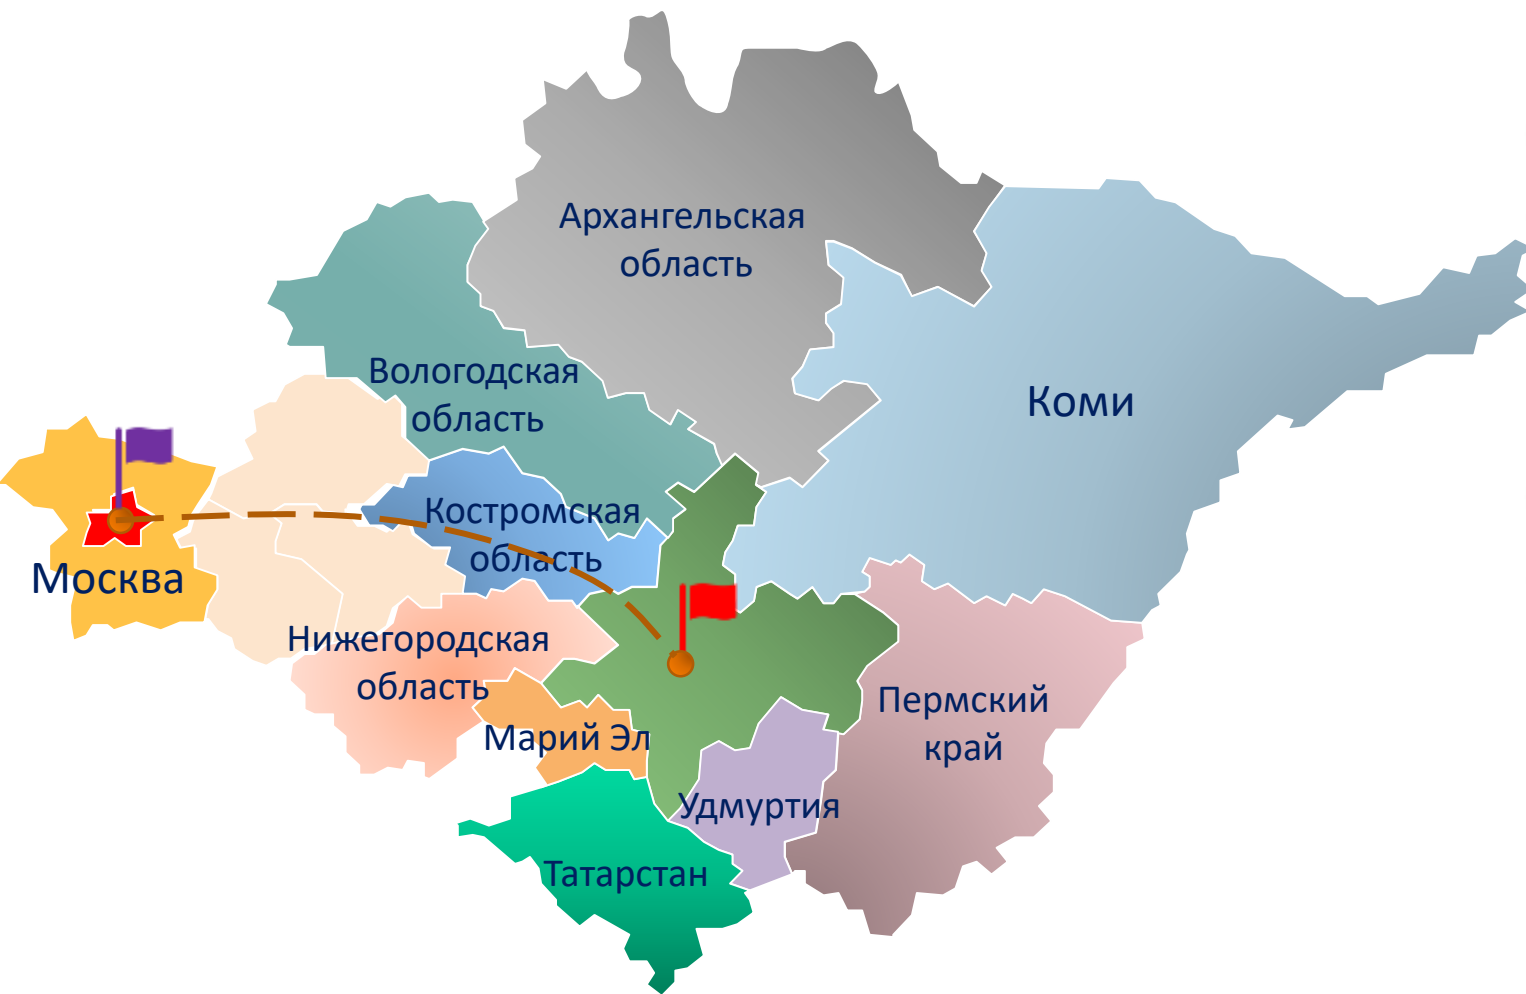 Архангельская
область
Вологодская
область
Коми
Костромская
область
Москва
Нижегородская
область
Марий Эл
Пермский
край
Удмуртия
Татарстан